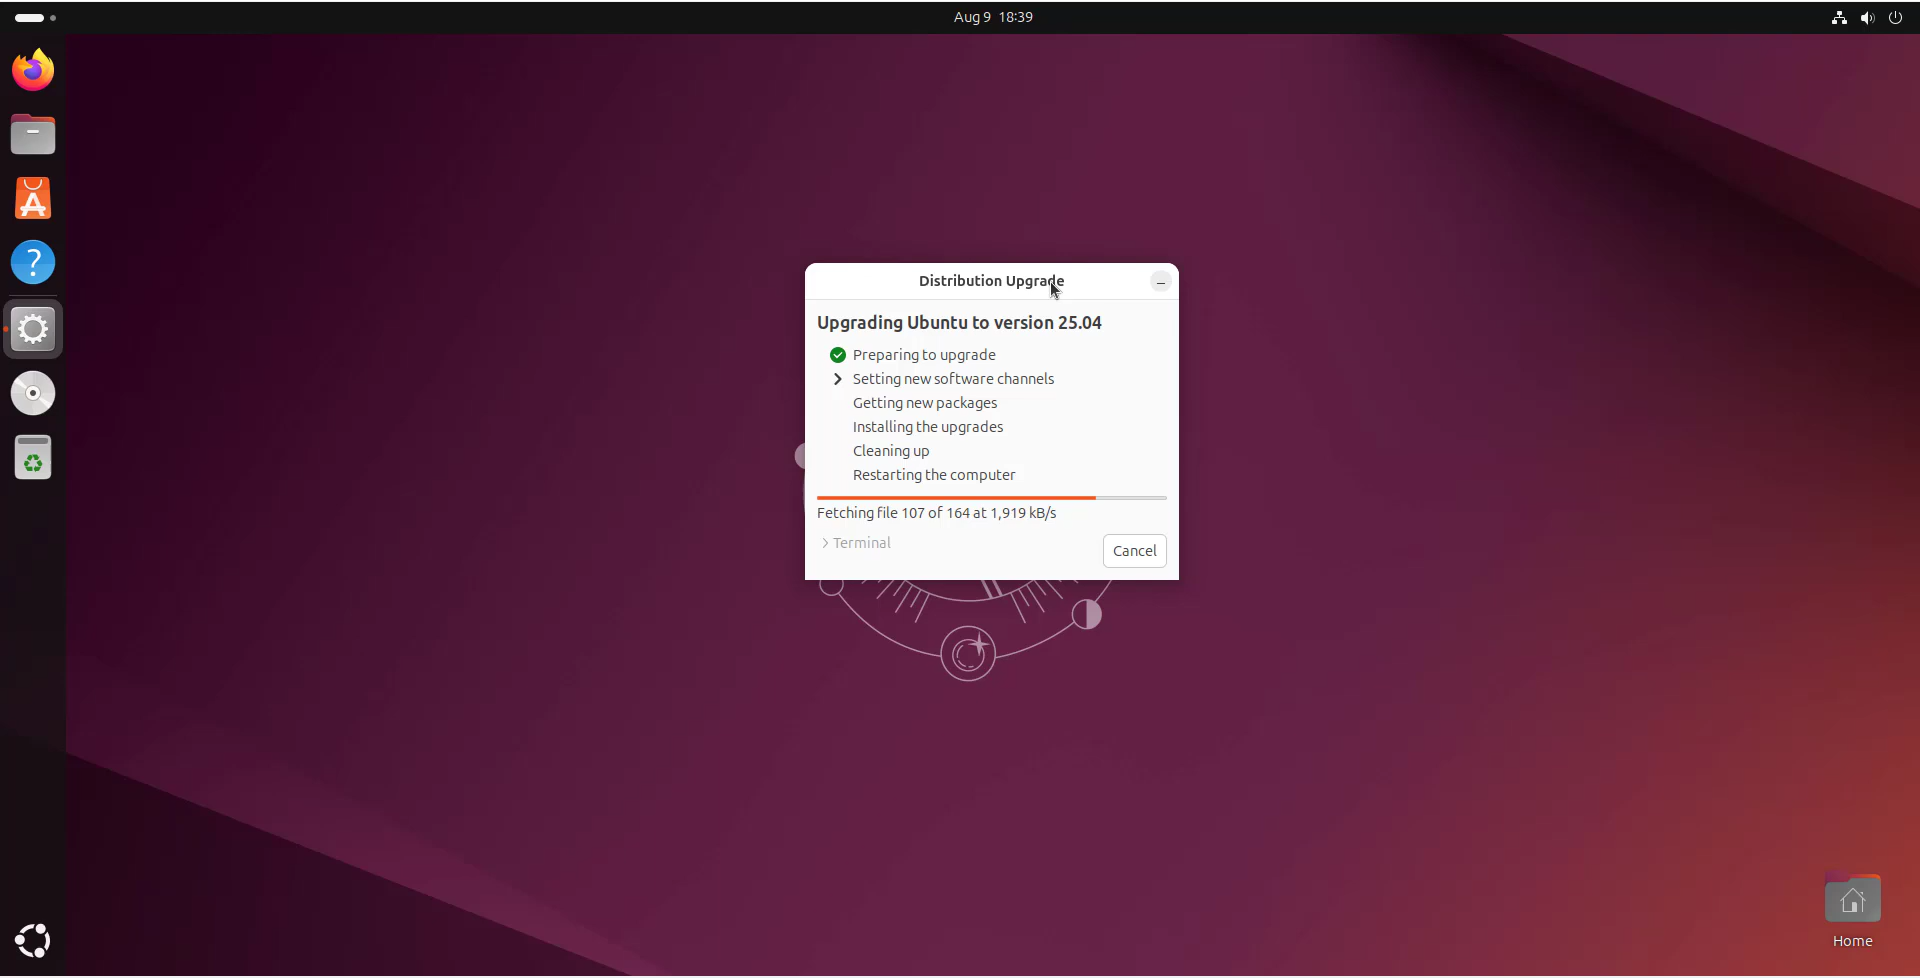 Aug 9 18:39
Distribution Upgrade
Upgrading Ubuntu to version 25.04
Preparing to upgrade
Setting new software channels
Getting new packages
Installing the upgrades
Cleaning up
Restarting the computer
Fetching file 107 of 164 at 1,919 kB/s
Terminal
Cancel
Home